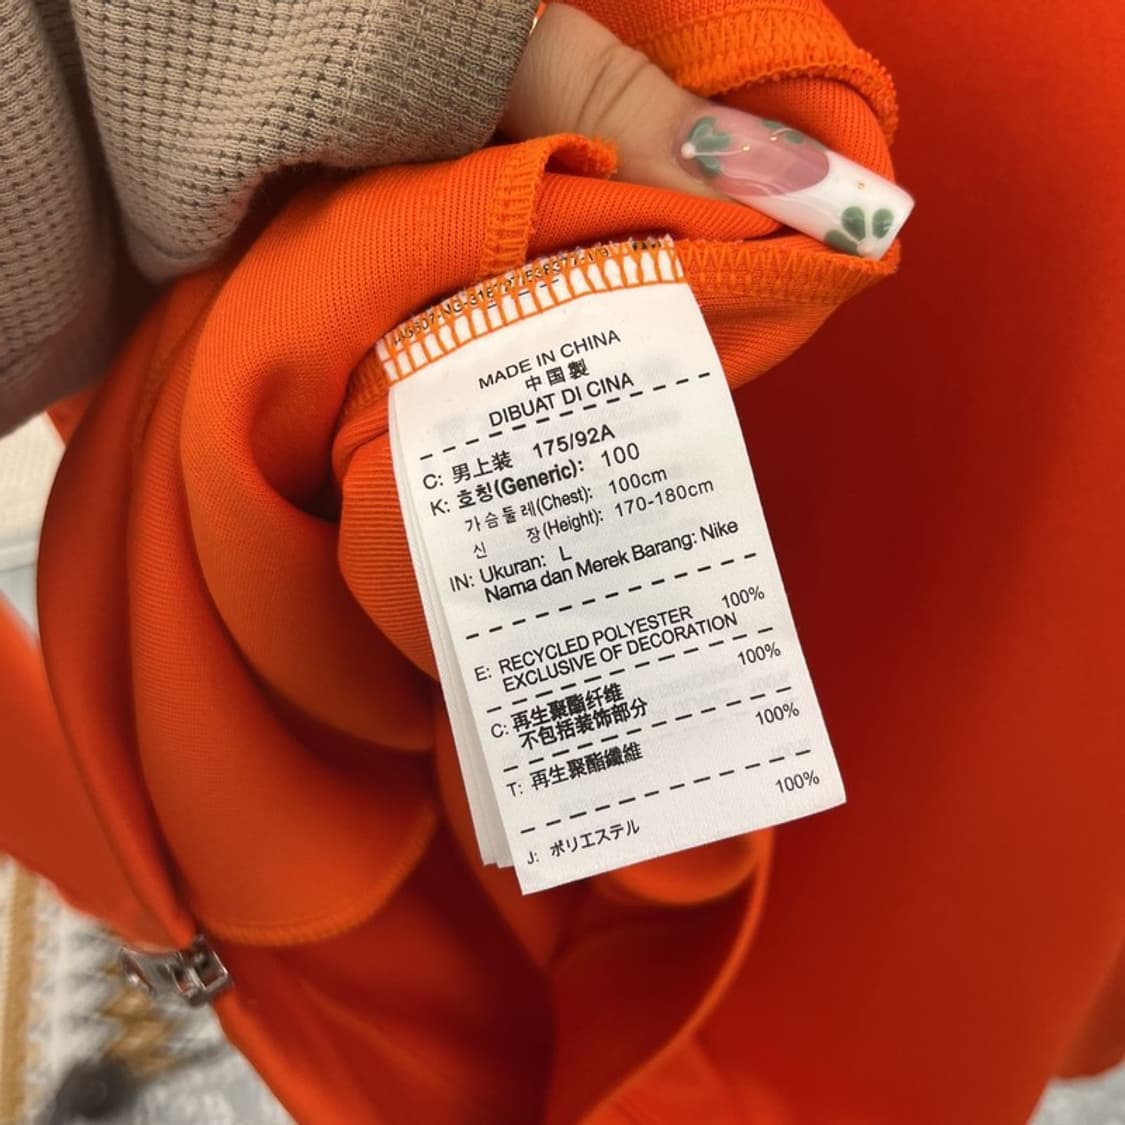 MADE IN CHINA
中国製
DIBUAT DI CINA
C: 男上装 175/92A
K: 호칭(Generic): 100
가슴둘레(Chest): 100cm
신 장(Height): 170-180cm
IN: Ukuran: L
Nama dan Merek Barang: Nike
E: RECYCLED POLYESTER 100%
EXCLUSIVE OF DECORATION
C: 再生聚酯纤维 100%
不包括装饰部分
T: 再生聚酯纖維 100%
J: ポリエステル 100%